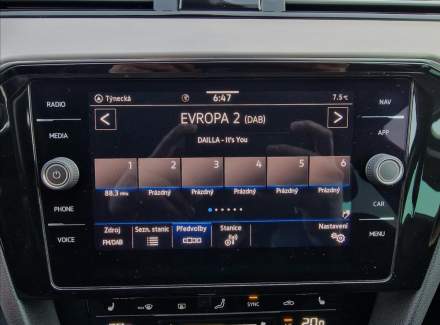 RADIO
MEDIA
PHONE
VOICE
Týnecká 6:47 7.5°C
< EVROPA 2 (DAB) >
DAILLA - It's You
1 2 3 4 5 6
88.3 MHz Prázdný Prázdný Prázdný Prázdný Prázdný
Zdroj Sezn. stanic Předvolby Stanice Nastavení
FM/DAB
NAV
APP
CAR
MENU
SYNC